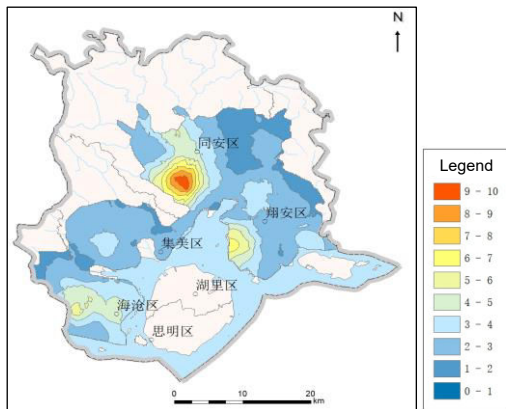 N
同安区
翔安区
集美区
湖里区
海沧区
思明区
0 5 10 20
km
Legend
9 - 10
8 - 9
7 - 8
6 - 7
5 - 6
4 - 5
3 - 4
2 - 3
1 - 2
0 - 1